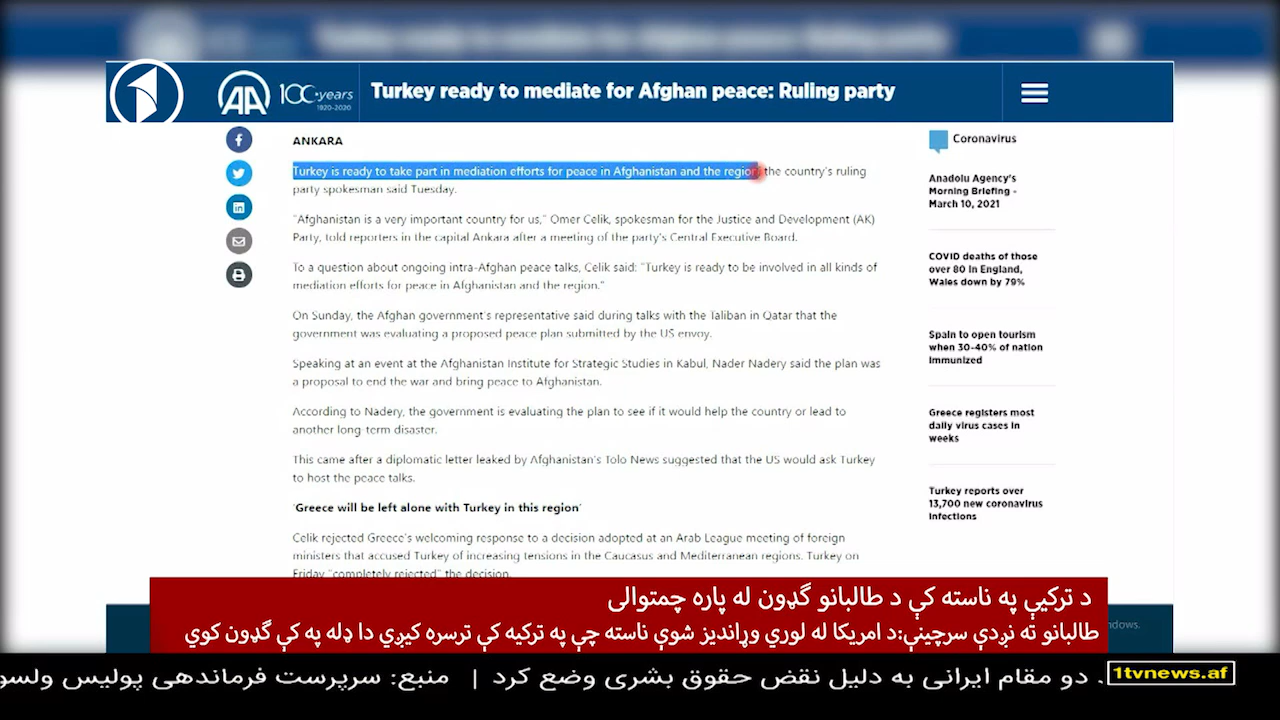 AA 100 years
1920-2020
Turkey ready to mediate for Afghan peace: Ruling party
ANKARA
Turkey is ready to take part in mediation efforts for peace in Afghanistan and the region, the country's ruling
party spokesman said Tuesday.
"Afghanistan is a very important country for us," Omer Celik, spokesman for the Justice and Development (AK)
Party, told reporters in the capital Ankara after a meeting of the party's Central Executive Board.
To a question about ongoing intra-Afghan peace talks, Celik said: "Turkey is ready to be involved in all kinds of
mediation efforts for peace in Afghanistan and the region."
On Sunday, the Afghan government's representative said during talks with the Taliban in Qatar that the
government was evaluating a proposed peace plan submitted by the US envoy.
Speaking at an event at the Afghanistan Institute for Strategic Studies in Kabul, Nader Nadery said the plan was
a proposal to end the war and bring peace to Afghanistan.
According to Nadery, the government is evaluating the plan to see if it would help the country or lead to
another long-term disaster.
This came after a diplomatic letter leaked by Afghanistan's Tolo News suggested that the US would ask Turkey
to host the peace talks.
'Greece will be left alone with Turkey in this region'
Celik rejected Greece's welcoming response to a decision adopted at an Arab League meeting of foreign
ministers that accused Turkey of increasing tensions in the Caucasus and Mediterranean regions. Turkey on
Friday "completely rejected" the decision.
Coronavirus
Anadolu Agency's
Morning Briefing -
March 10, 2021
COVID deaths of those
over 80 in England,
Wales down by 79%
Spain to open tourism
when 30-40% of nation
immunized
Greece registers most
daily virus cases in
weeks
Turkey reports over
13,700 new coronavirus
infections
د ترکیې په ناسته کې د طالبانو ګډون له پاره چمتوالی
طالبانو ته نږدې سرچینې:د امریکا له لوري وړاندیز شوې ناسته چې په ترکیه کې ترسره کیږي دا ډله په کې ګډون کوي
دو مقام ایرانی به دلیل نقض حقوق بشری وضع کرد | منبع: سرپرست فرماندهی پولیس ولسو
1tvnews.af